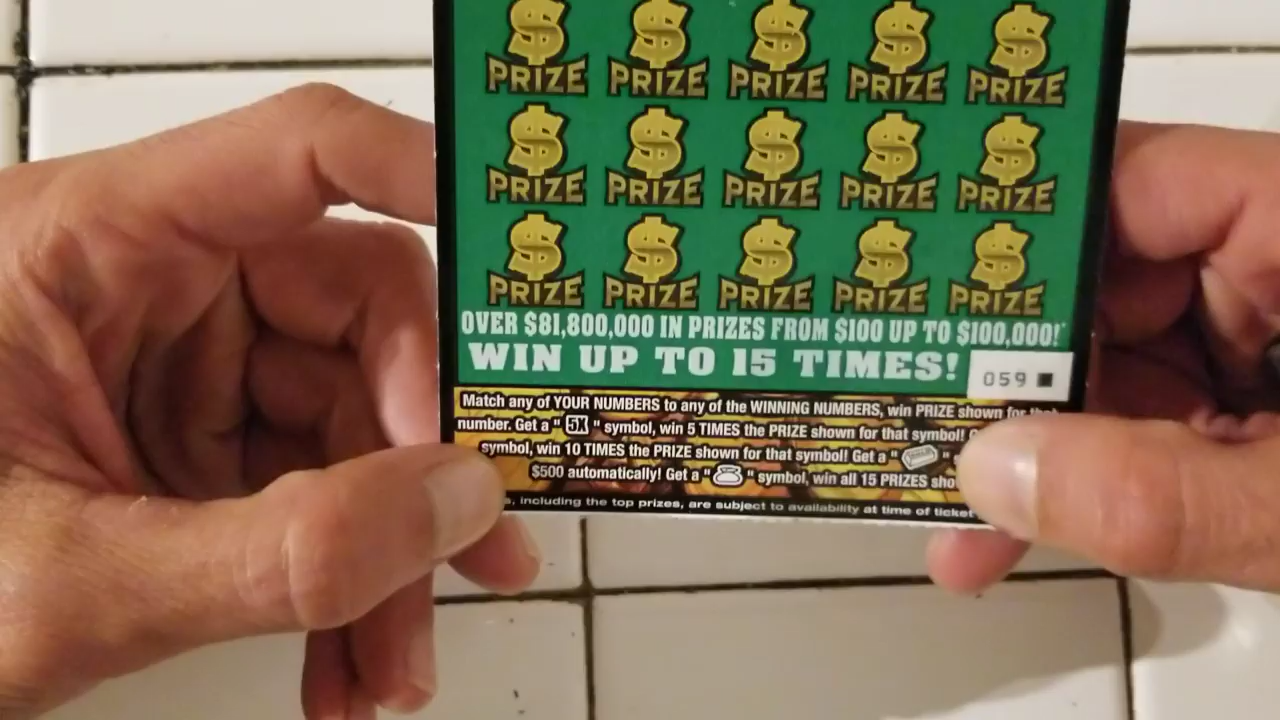 $ $ $ $ $
PRIZE PRIZE PRIZE PRIZE PRIZE
$ $ $ $ $
PRIZE PRIZE PRIZE PRIZE PRIZE
$ $ $ $ $
PRIZE PRIZE PRIZE PRIZE PRIZE
OVER $81,800,000 IN PRIZES FROM $100 UP TO $100,000!*
WIN UP TO 15 TIMES!
059
Match any of YOUR NUMBERS to any of the WINNING NUMBERS, win PRIZE shown for that
number. Get a "5X" symbol, win 5 TIMES the PRIZE shown for that symbol!
symbol, win 10 TIMES the PRIZE shown for that symbol! Get a " "
$500 automatically! Get a " " symbol, win all 15 PRIZES
including the top prizes, are subject to availability at time of ticket